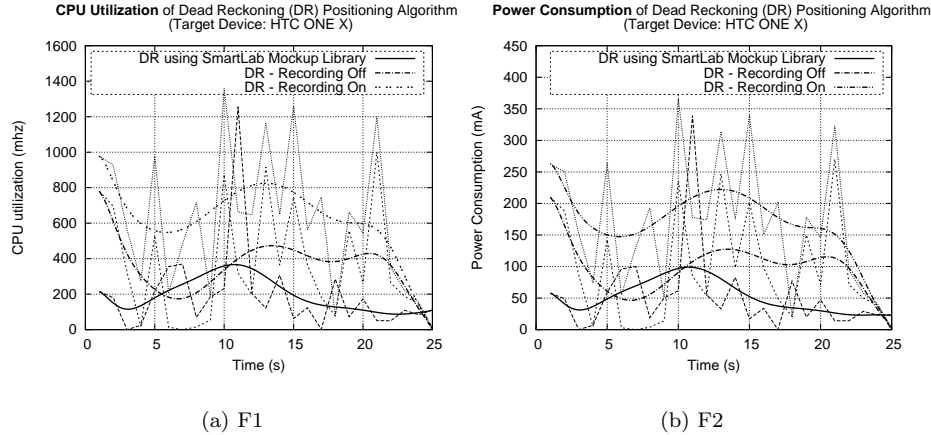 CPU Utilization of Dead Reckoning (DR) Positioning Algorithm
(Target Device: HTC ONE X)
1600
1400
1200
1000
800
600
400
200
0
CPU utilization (mhz)
DR using SmartLab Mockup Library
DR - Recording Off
DR - Recording On
0 5 10 15 20 25
Time (s)
(a) F1
Power Consumption of Dead Reckoning (DR) Positioning Algorithm
(Target Device: HTC ONE X)
450
400
350
300
250
200
150
100
50
0
Power Consumption (mA)
DR using SmartLab Mockup Library
DR - Recording Off
DR - Recording On
0 5 10 15 20 25
Time (s)
(b) F2